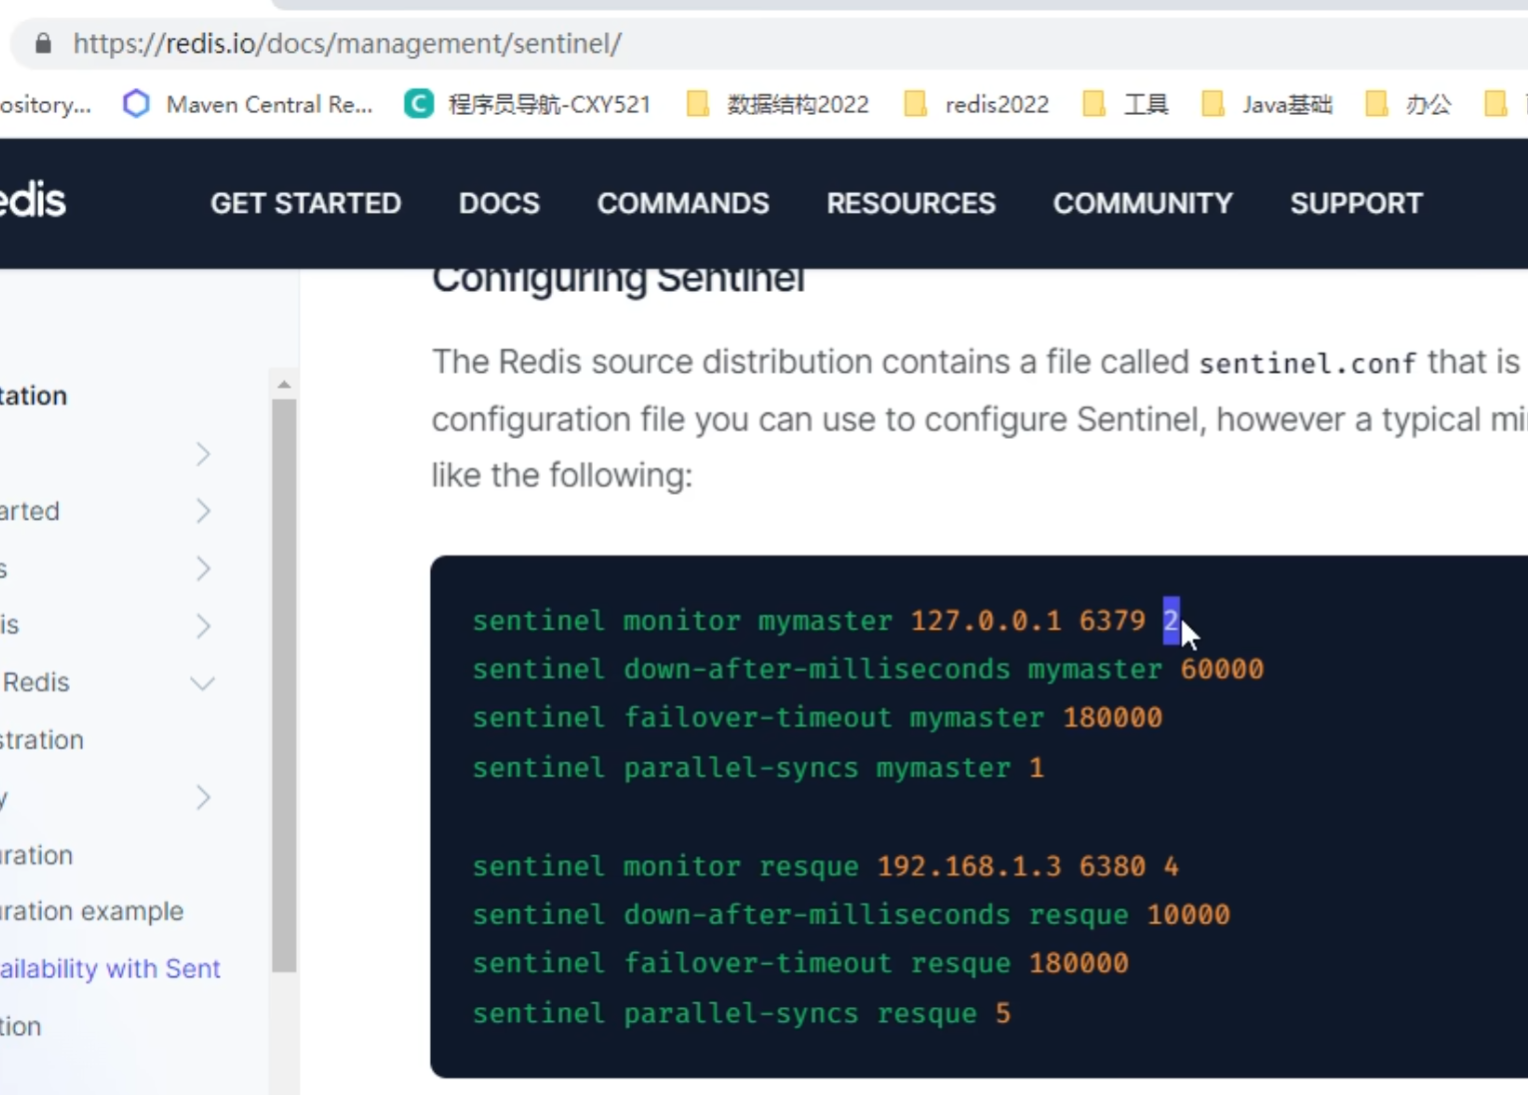 https://redis.io/docs/management/sentinel/
ository... Maven Central Re... C 程序员导航-CXY521 数据结构2022 redis2022 工具 Java基础 办公
edis GET STARTED DOCS COMMANDS RESOURCES COMMUNITY SUPPORT
Configuring Sentinel
The Redis source distribution contains a file called sentinel.conf that is
configuration file you can use to configure Sentinel, however a typical mi
like the following:
tation
arted
s
is
Redis
stration
y
uration
uration example
ailability with Sent
tion
sentinel monitor mymaster 127.0.0.1 6379 2
sentinel down-after-milliseconds mymaster 60000
sentinel failover-timeout mymaster 180000
sentinel parallel-syncs mymaster 1
sentinel monitor resque 192.168.1.3 6380 4
sentinel down-after-milliseconds resque 10000
sentinel failover-timeout resque 180000
sentinel parallel-syncs resque 5